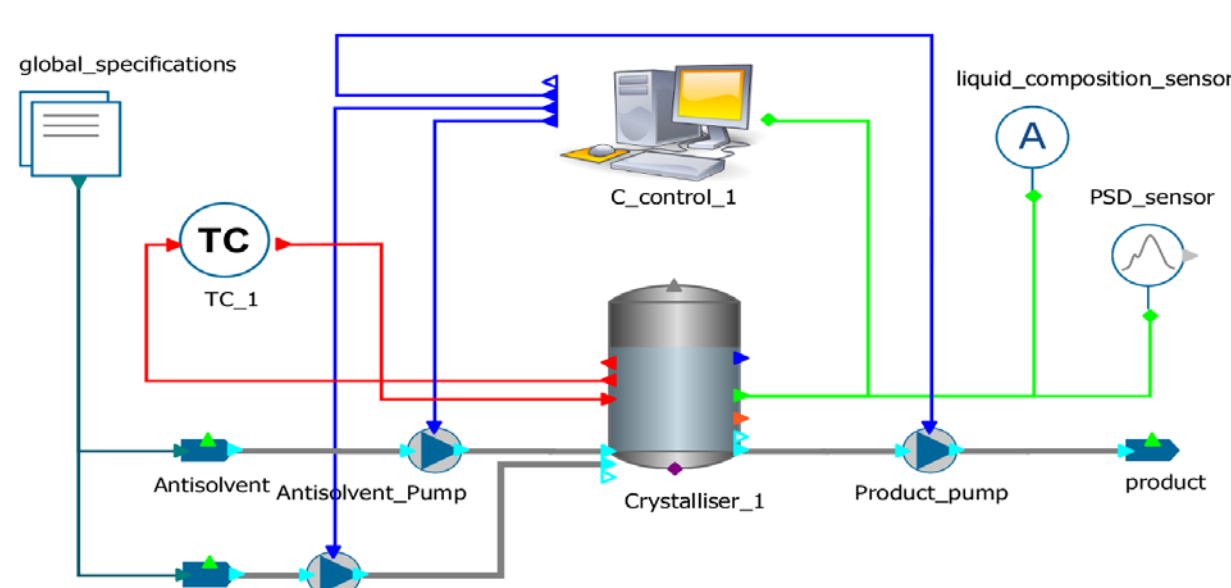 global_specifications
liquid_composition_sensor
A
C_control_1
PSD_sensor
TC
TC_1
Antisolvent
Antisolvent_Pump
Crystalliser_1
Product_pump
product